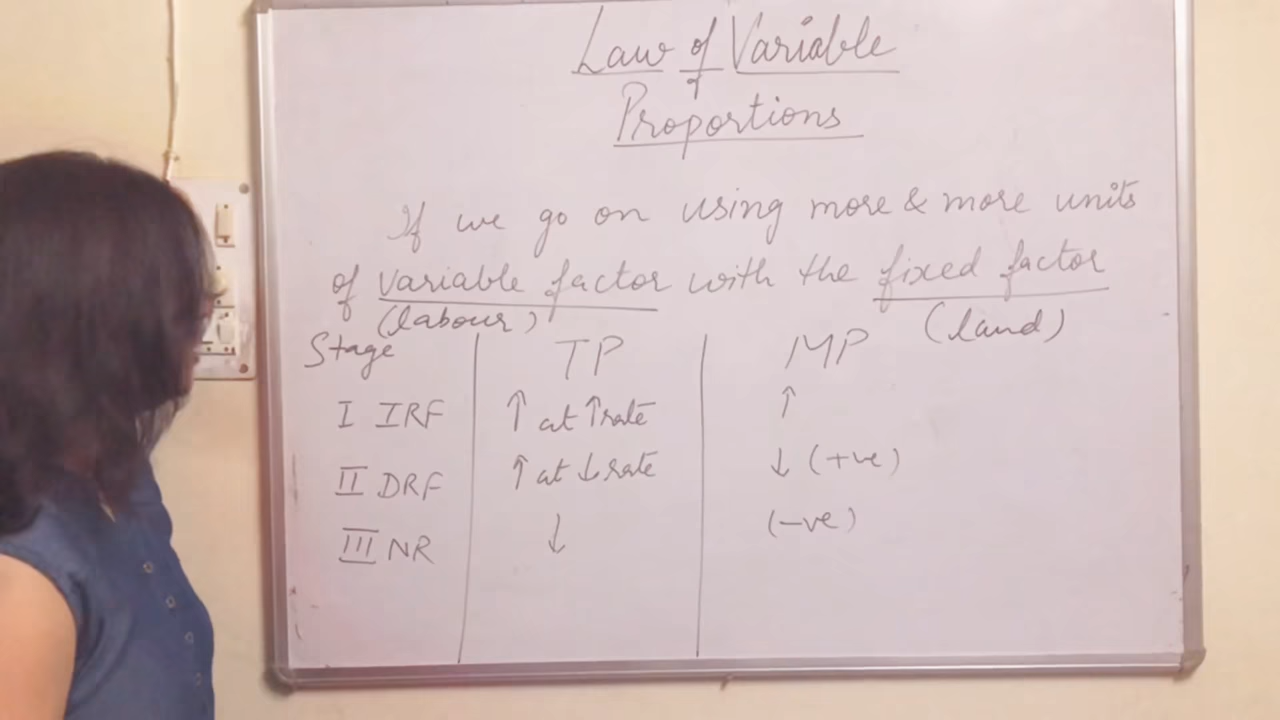 Law of Variable
Proportions
If we go on using more & more units
of variable factor with the fixed factor
(labour) (land)
Stage TP MP
I IRF ↑ at ↑rate ↑
II DRF ↑ at ↓rate ↓ (+ve)
III NR ↓ (-ve)